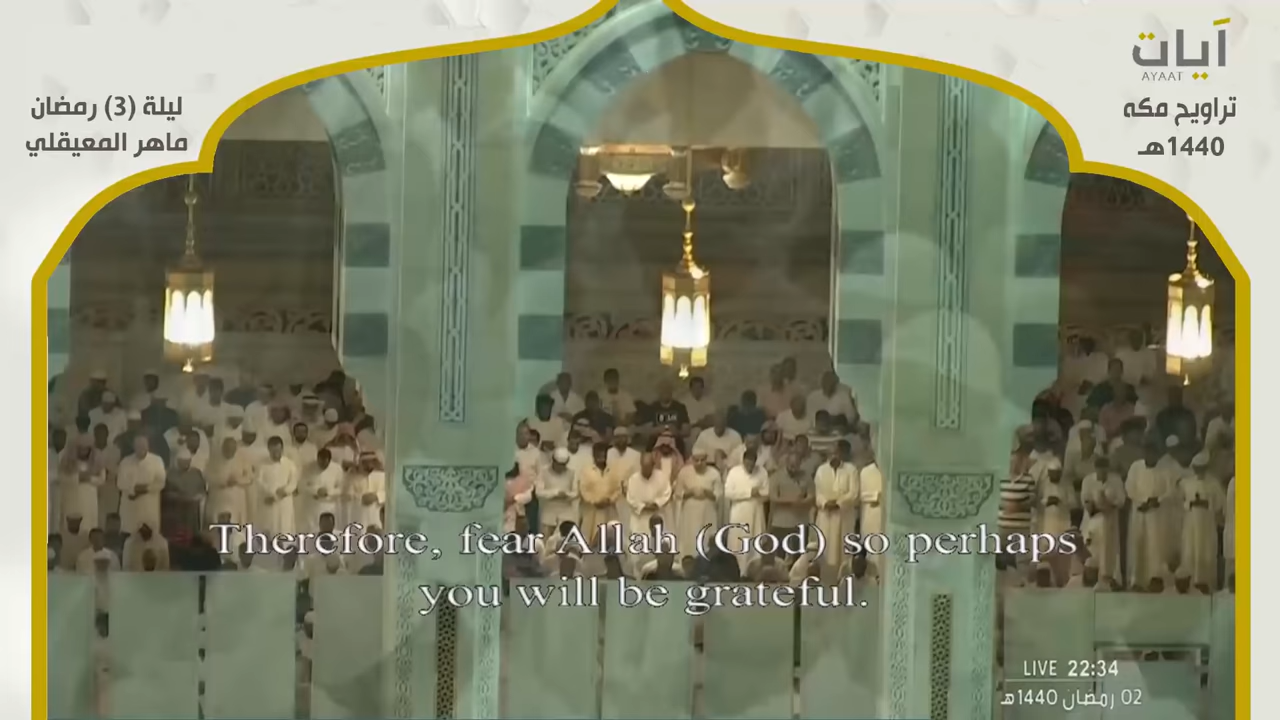 ليلة (3) رمضان
ماهر المعيقلي
آيات
AYAAT
تراويح مكه
1440هـ
Therefore, fear Allah (God) so perhaps
you will be grateful.
LIVE 22:34
02 رمضان 1440هـ